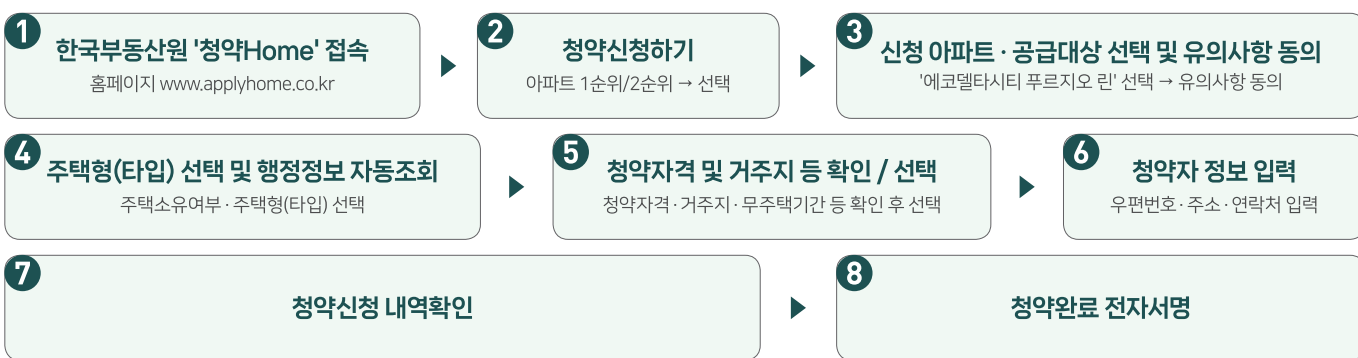 1
한국부동산원 '청약Home' 접속
홈페이지 www.applyhome.co.kr
2
청약신청하기
아파트 1순위/2순위 → 선택
3
신청 아파트 · 공급대상 선택 및 유의사항 동의
'에코델타시티 푸르지오 린' 선택 → 유의사항 동의
4
주택형(타입) 선택 및 행정정보 자동조회
주택소유여부 · 주택형(타입) 선택
5
청약자격 및 거주지 등 확인 / 선택
청약자격 · 거주지 · 무주택기간 등 확인 후 선택
6
청약자 정보 입력
우편번호 · 주소 · 연락처 입력
7
청약신청 내역확인
8
청약완료 전자서명